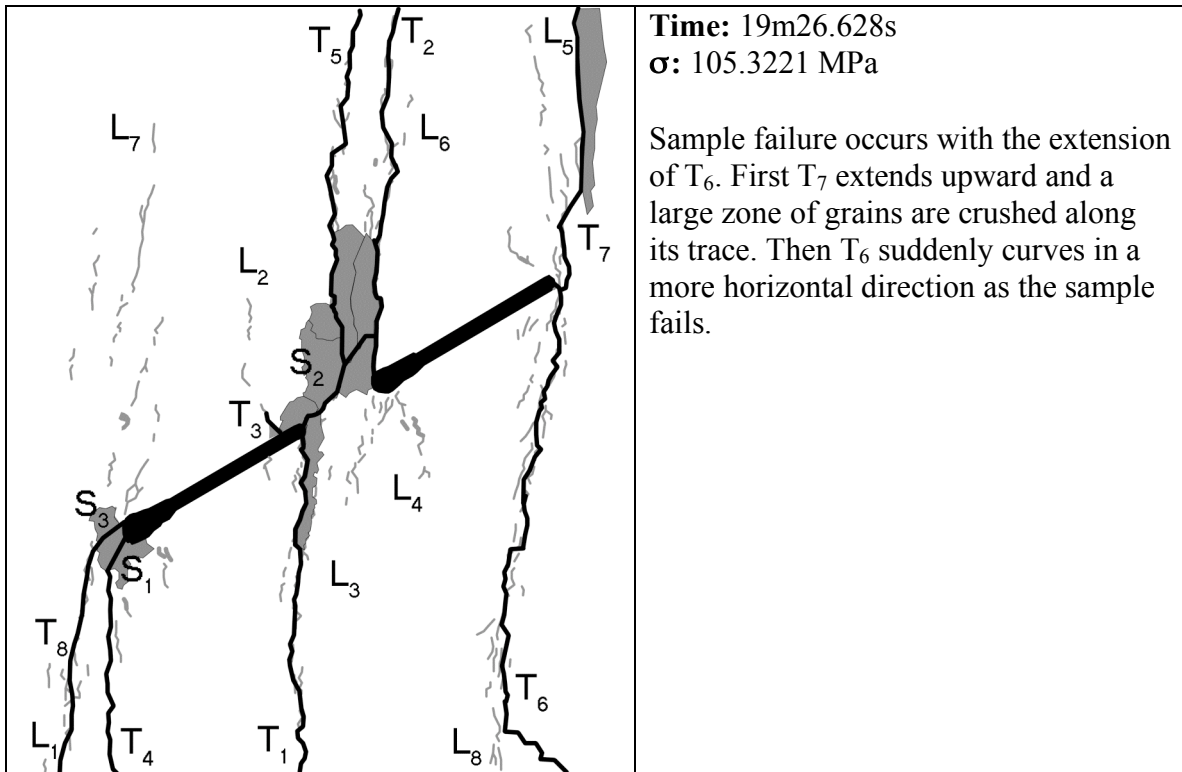 T₅
T₂
L₅
L₇
L₆
T₇
L₂
S₂
T₃
L₄
S₃
S₁
L₃
T₈
T₆
L₁
T₄
T₁
L₈
Time: 19m26.628s
σ: 105.3221 MPa
Sample failure occurs with the extension
of T₆. First T₇ extends upward and a
large zone of grains are crushed along
its trace. Then T₆ suddenly curves in a
more horizontal direction as the sample
fails.